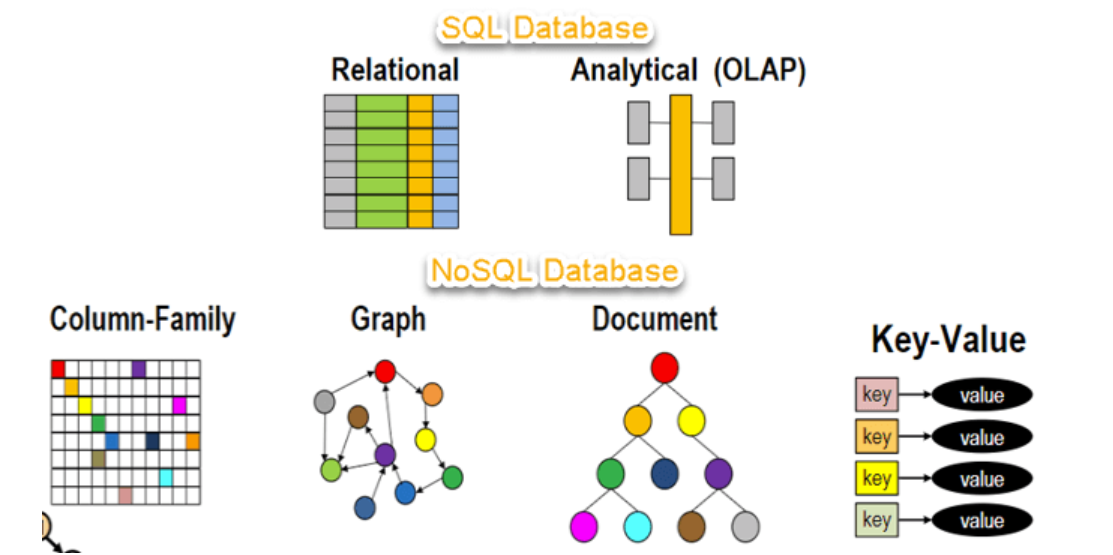 SQL Database
Relational
Analytical (OLAP)
NoSQL Database
Column-Family
Graph
Document
Key-Value
key value
key value
key value
key value